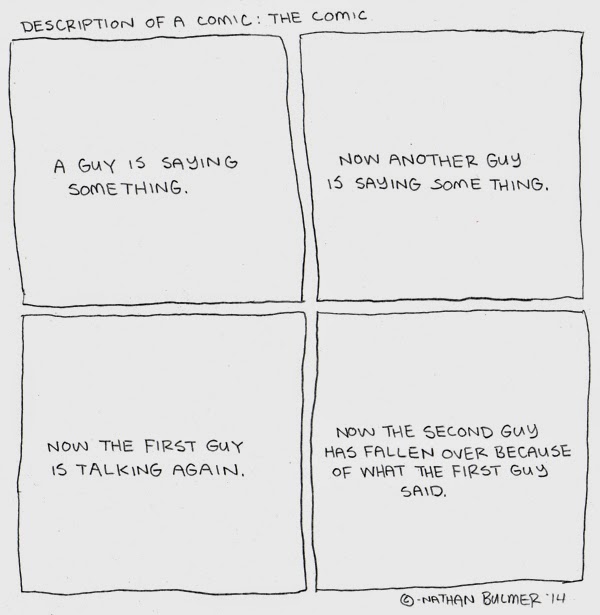 DESCRIPTION OF A COMIC: THE COMIC
A GUY IS SAYING
SOMETHING.
NOW ANOTHER GUY
IS SAYING SOME THING.
NOW THE FIRST GUY
IS TALKING AGAIN.
NOW THE SECOND GUY
HAS FALLEN OVER BECAUSE
OF WHAT THE FIRST GUY
SAID.
©-NATHAN BULMER '14